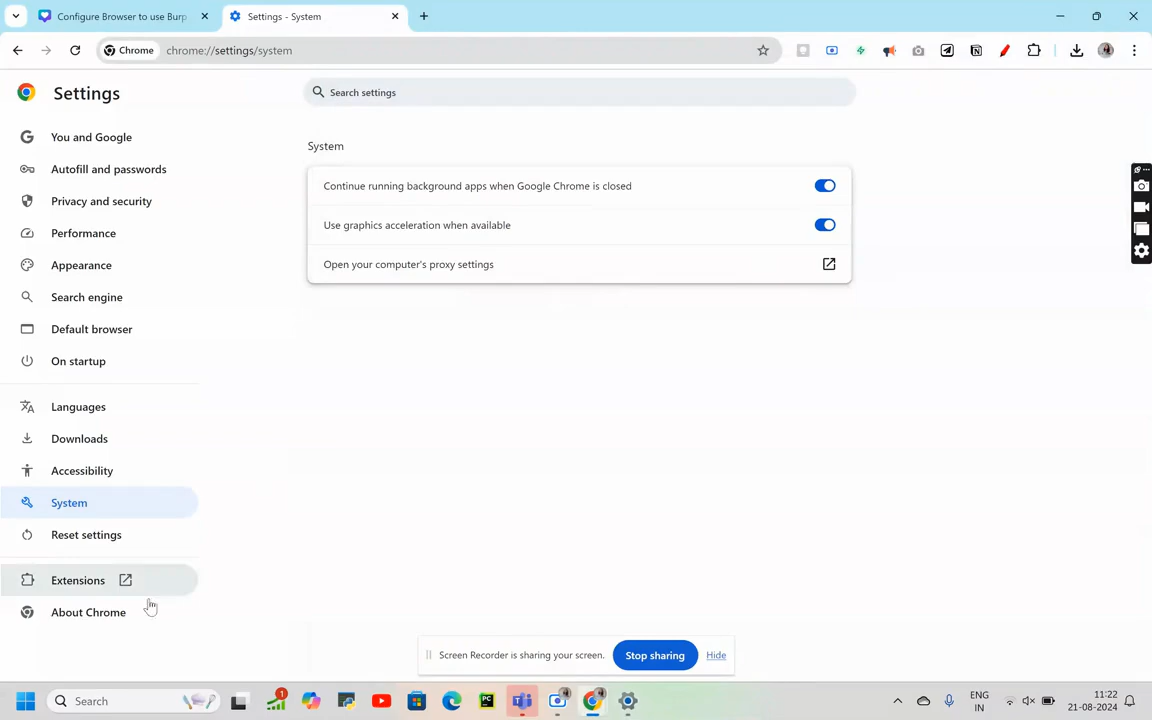 Configure Browser to use Burp
Settings - System
Chrome
chrome://settings/system
Settings
Search settings
You and Google
Autofill and passwords
Privacy and security
Performance
Appearance
Search engine
Default browser
On startup
Languages
Downloads
Accessibility
System
Reset settings
Extensions
About Chrome
System
Continue running background apps when Google Chrome is closed
Use graphics acceleration when available
Open your computer's proxy settings
Screen Recorder is sharing your screen.
Stop sharing
Hide
Search
1
PC
ENG
IN
11:22
21-08-2024